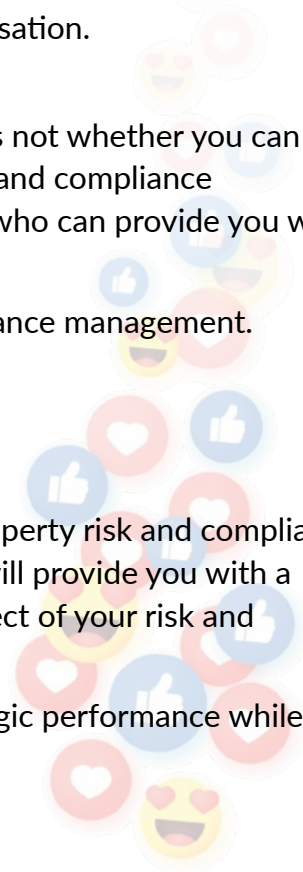 sation.
s not whether you can
and compliance
who can provide you w
ance management.
perty risk and complia
ill provide you with a
ect of your risk and
gic performance while